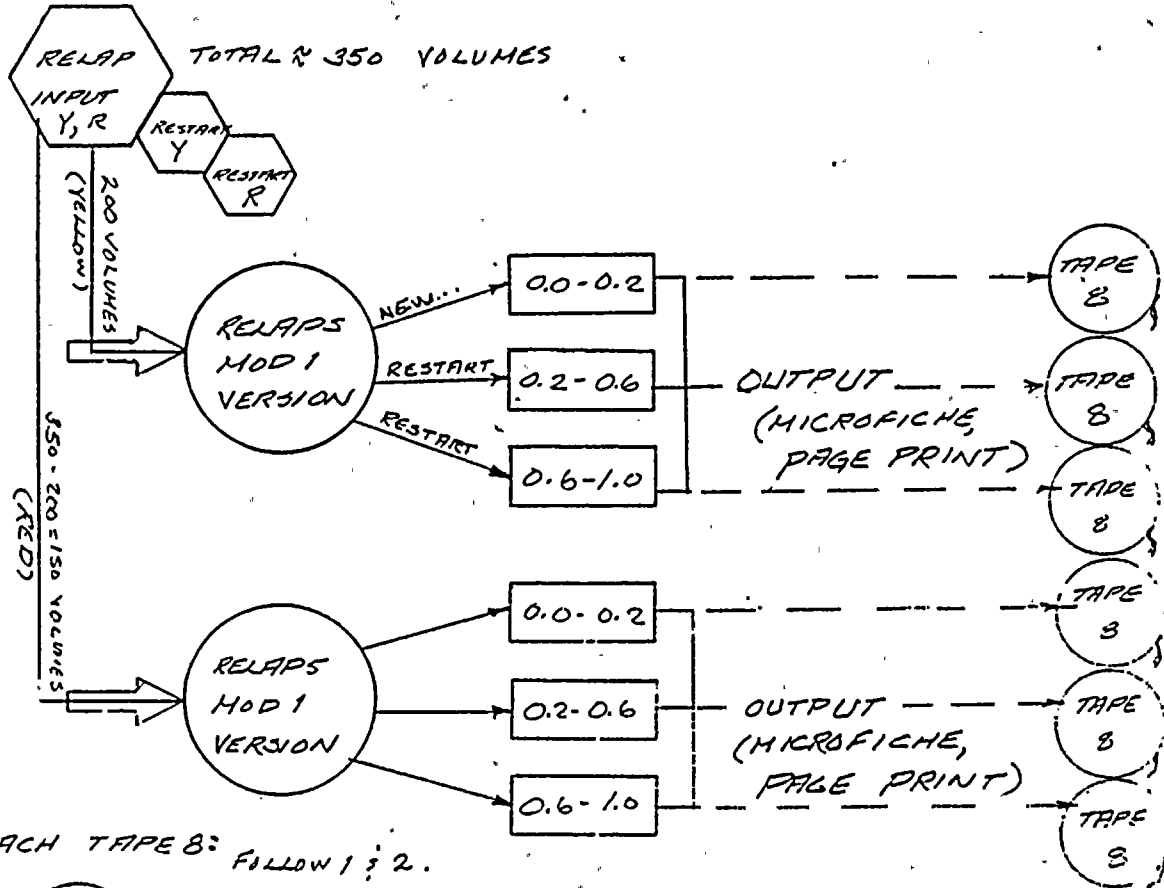 RELAP
INPUT
Y, R
TOTAL ≈ 350 VOLUMES
RESTART
Y
RESTART
R
200 VOLUMES
(YELLOW)
350 - 200 = 150 VOLUMES
(RED)
RELAP5
MOD 1
VERSION
NEW...
RESTART
RESTART
0.0 - 0.2
0.2 - 0.6
0.6 - 1.0
OUTPUT
(MICROFICHE,
PAGE PRINT)
TAPE
8
TAPE
8
TAPE
8
RELAP5
MOD 1
VERSION
0.0 - 0.2
0.2 - 0.6
0.6 - 1.0
OUTPUT
(MICROFICHE,
PAGE PRINT)
TAPE
8
TAPE
8
TAPE
8
ACH TAPE 8: FOLLOW 1 & 2.